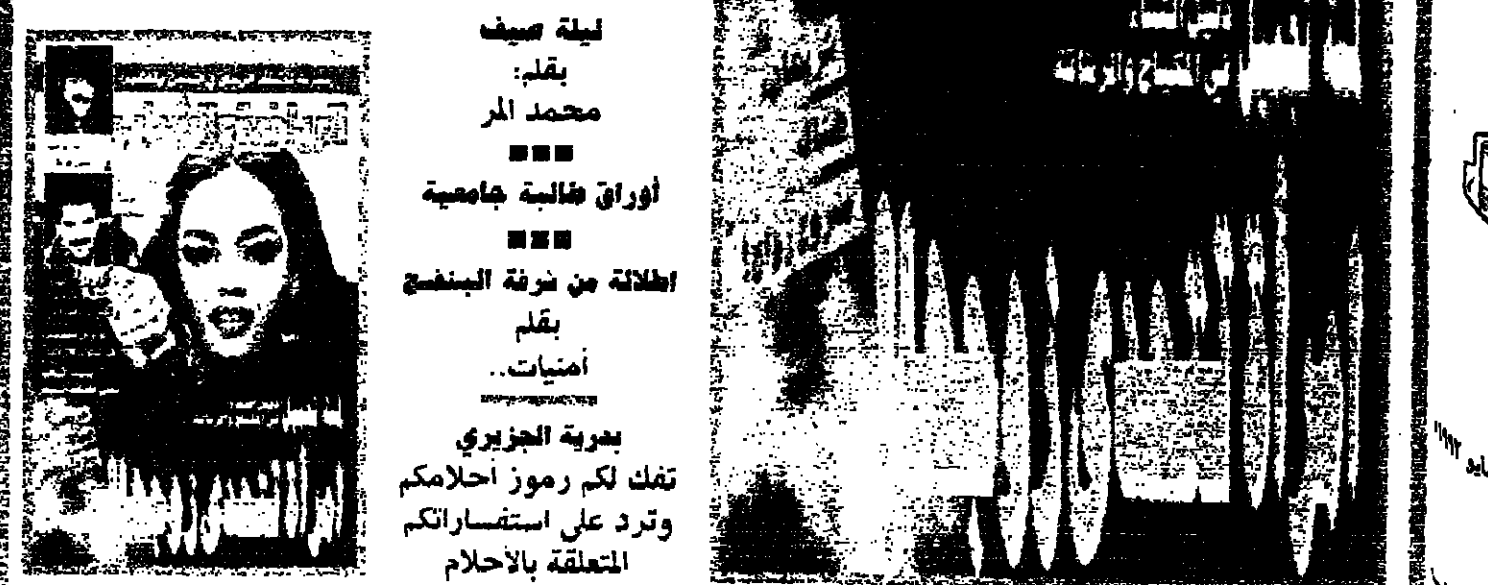 ليلة صيف
بقلم:
محمد المر
أوراق طالبة جامعية
اطلالة من شرفة البنفسج
بقلم
أمنيات..
بدرية الجزيري
تفك لكم رموز أحلامكم
وترد على استفساراتكم
المتعلقة بالأحلام